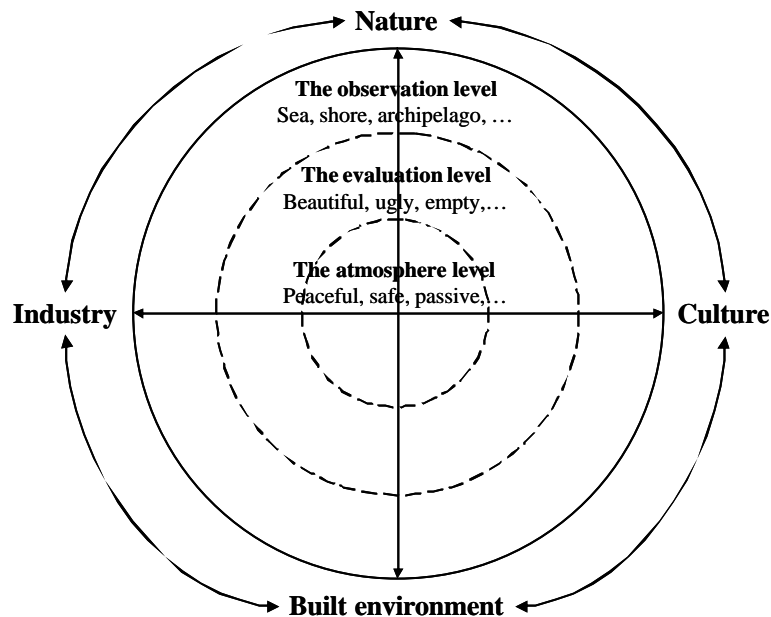 Nature
The observation level
Sea, shore, archipelago, …
The evaluation level
Beautiful, ugly, empty,…
The atmosphere level
Peaceful, safe, passive,…
Industry
Culture
Built environment